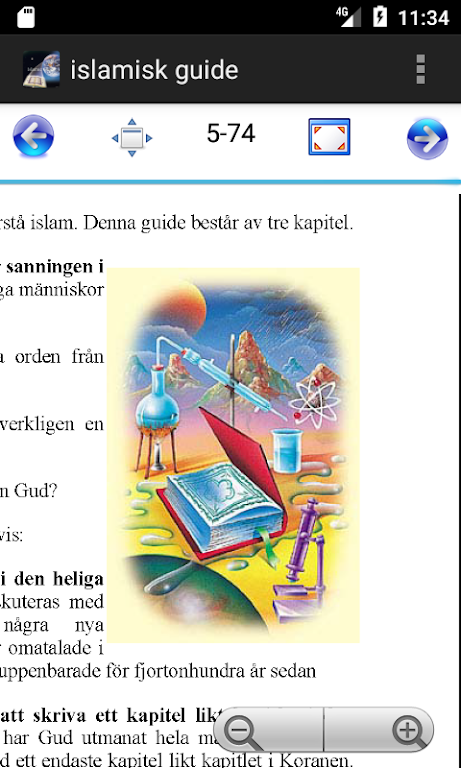 4G 11:34
islamisk guide
5-74
rstå islam. Denna guide består av tre kapitel.
sanningen i
ga människor
a orden från
verkligen en
n Gud?
vis:
i den heliga
skuteras med
några nya
omatalade i
uppenbarade för fjortonhundra år sedan
att skriva ett kapitel likt
har Gud utmanat hela
d ett endaste kapitel likt kapitlet i Koranen.